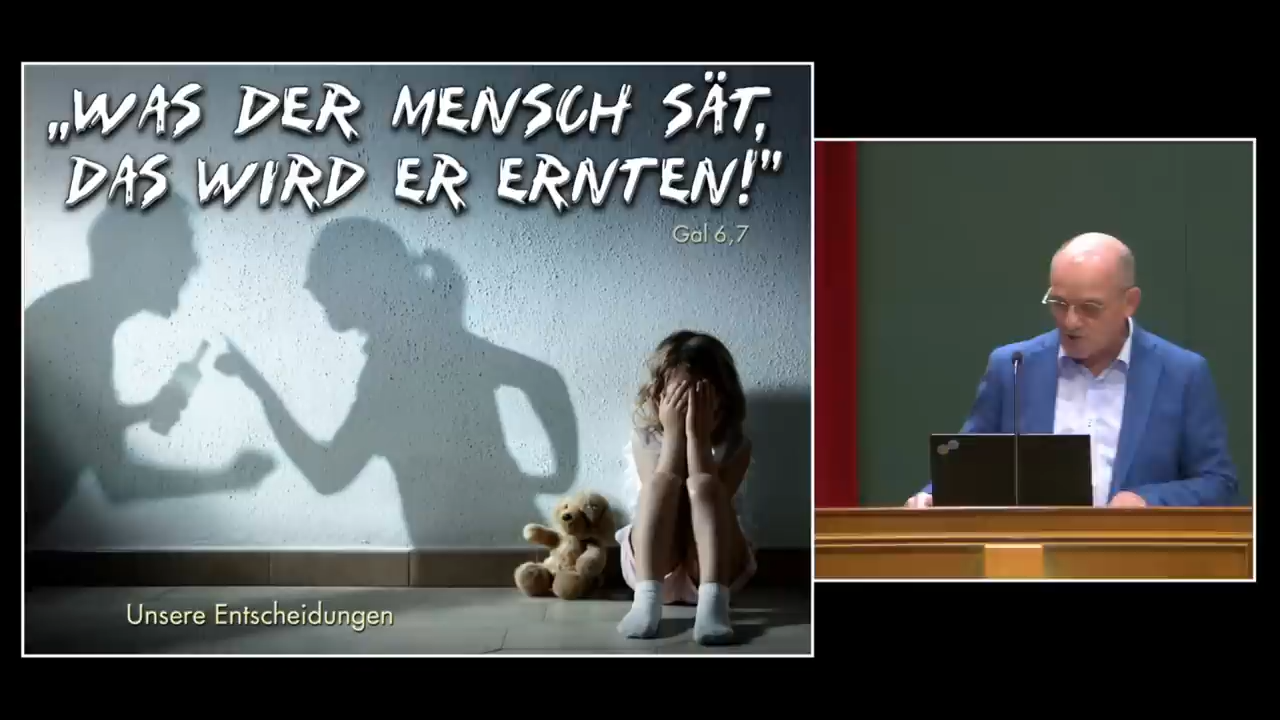 „WAS DER MENSCH SÄT,
DAS WIRD ER ERNTEN!”
Gal 6,7
Unsere Entscheidungen